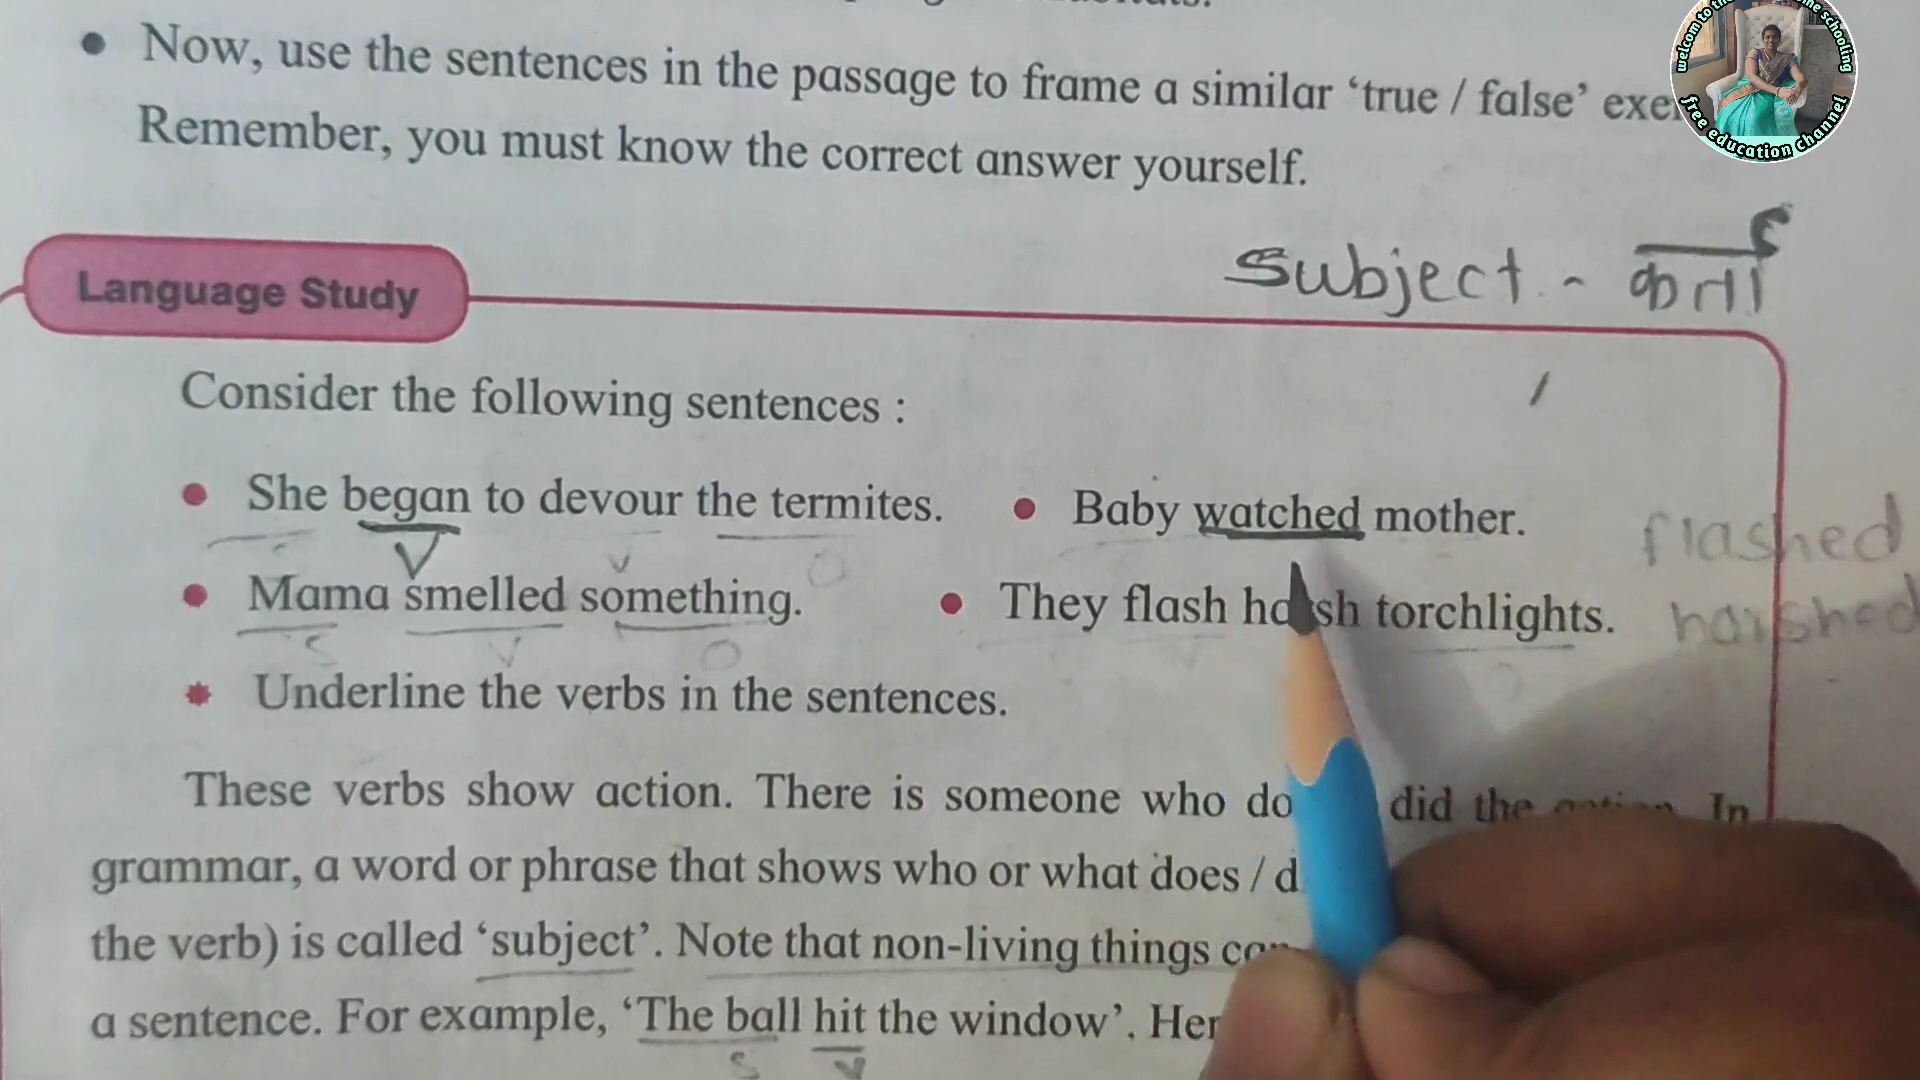 Now, use the sentences in the passage to frame a similar ‘true / false’
Remember, you must know the correct answer yourself.
subject - कर्ता
Language Study
Consider the following sentences :
• She began to devour the termites. • Baby watched mother.
V
flashed
• Mama smelled something. • They flash torchlights.
harshed
S V O
Underline the verbs in the sentences.
These verbs show action. There is someone who did the In
grammar, a word or phrase that shows who or what does /
the verb) is called ‘subject’. Note that non-living things
a sentence. For example, ‘The ball hit the window’.
S V
free education channel